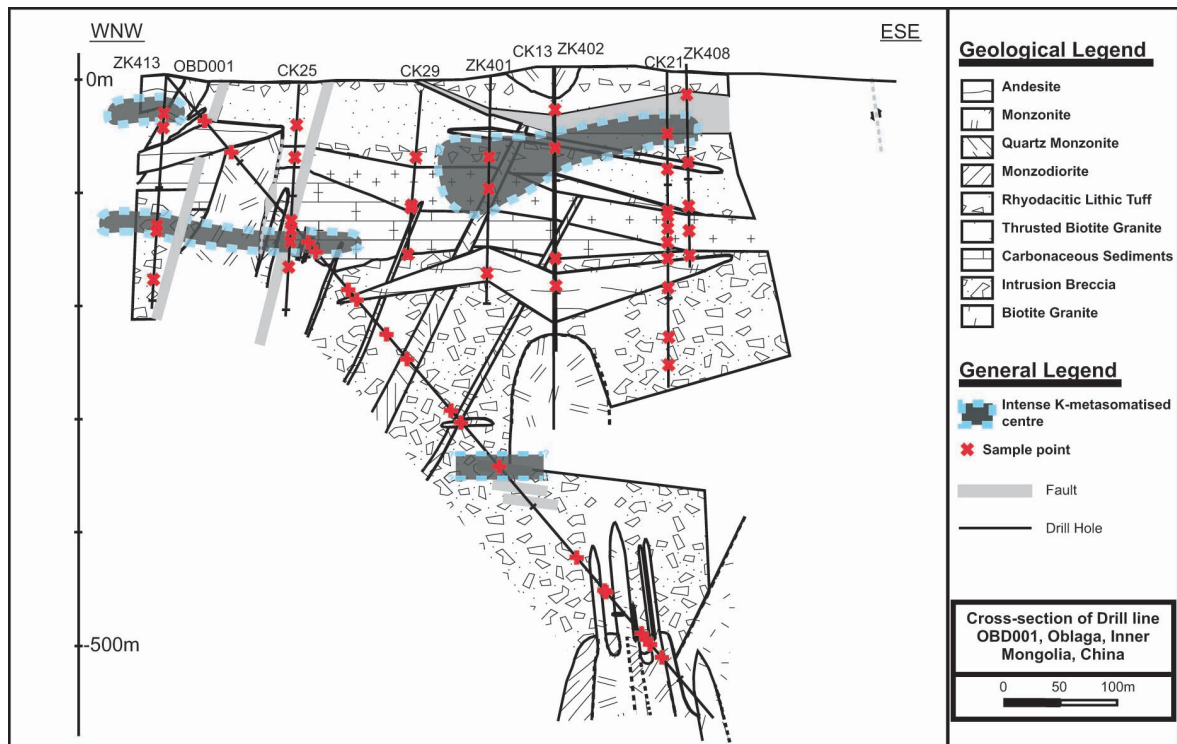 WNW
ESE
ZK413
OBD001
CK25
CK29
ZK401
CK13
ZK402
CK21
ZK408
0m
-500m
Geological Legend
Andesite
Monzonite
Quartz Monzonite
Monzodiorite
Rhyodacitic Lithic Tuff
Thrusted Biotite Granite
Carbonaceous Sediments
Intrusion Breccia
Biotite Granite
General Legend
Intense K-metasomatised
centre
Sample point
Fault
Drill Hole
Cross-section of Drill line
OBD001, Oblaga, Inner
Mongolia, China
0 50 100m